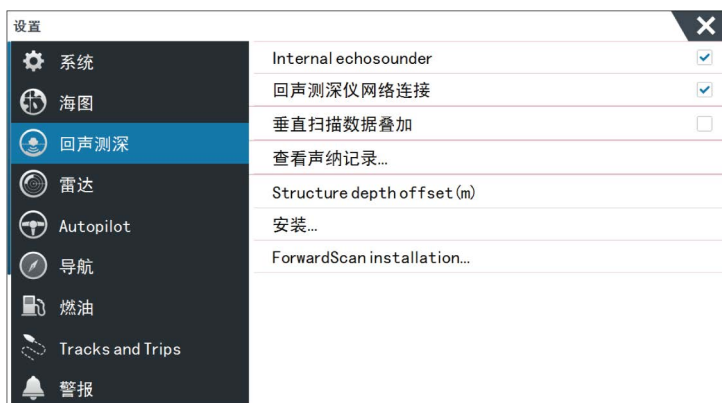 设置
系统
海图
回声测深
雷达
Autopilot
导航
燃油
Tracks and Trips
警报
Internal echosounder
回声测深仪网络连接
垂直扫描数据叠加
查看声纳记录...
Structure depth offset (m)
安装...
ForwardScan installation...